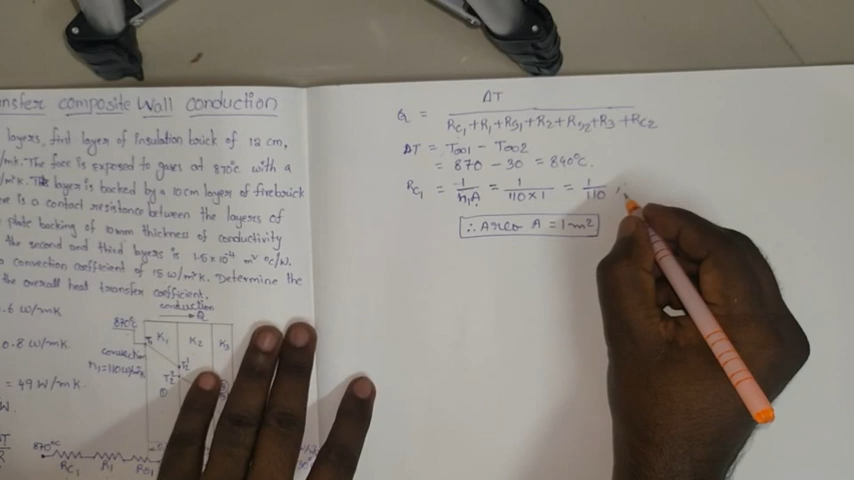 nsfer composite Wall conduction
layers, first layer of insulation brick of 12 cm,
/mk. The face is exposed to gases at 870°c with a
/m²k. The layer is backed by a 10cm layer of firebrick
ere is a contact resistance between the layers of
plate backing of 10mm thickness of conductivity
the second and third layers is 1.5 × 10⁻⁴ m² °c/w.
convection coefficient of 15 w/m²k. Determine the
the overall heat transfer coefficient.
.6 W/mk
0.8 W/mk.
= 49 W/mk.
W.
conduction
Q
870°c
K₁ K₂ K₃
convection
h₁=110
870°c
Rc₁ R₁
Q = ΔT / Rc₁ + R₁ + RS₁ + R₂ + RS₂ + R₃ + Rc₂
ΔT = T∞1 − T∞2
= 870 − 30 = 840°C.
Rc₁ = 1/h₁A = 1/110×1 = 1/110
∴ Area A = 1m²